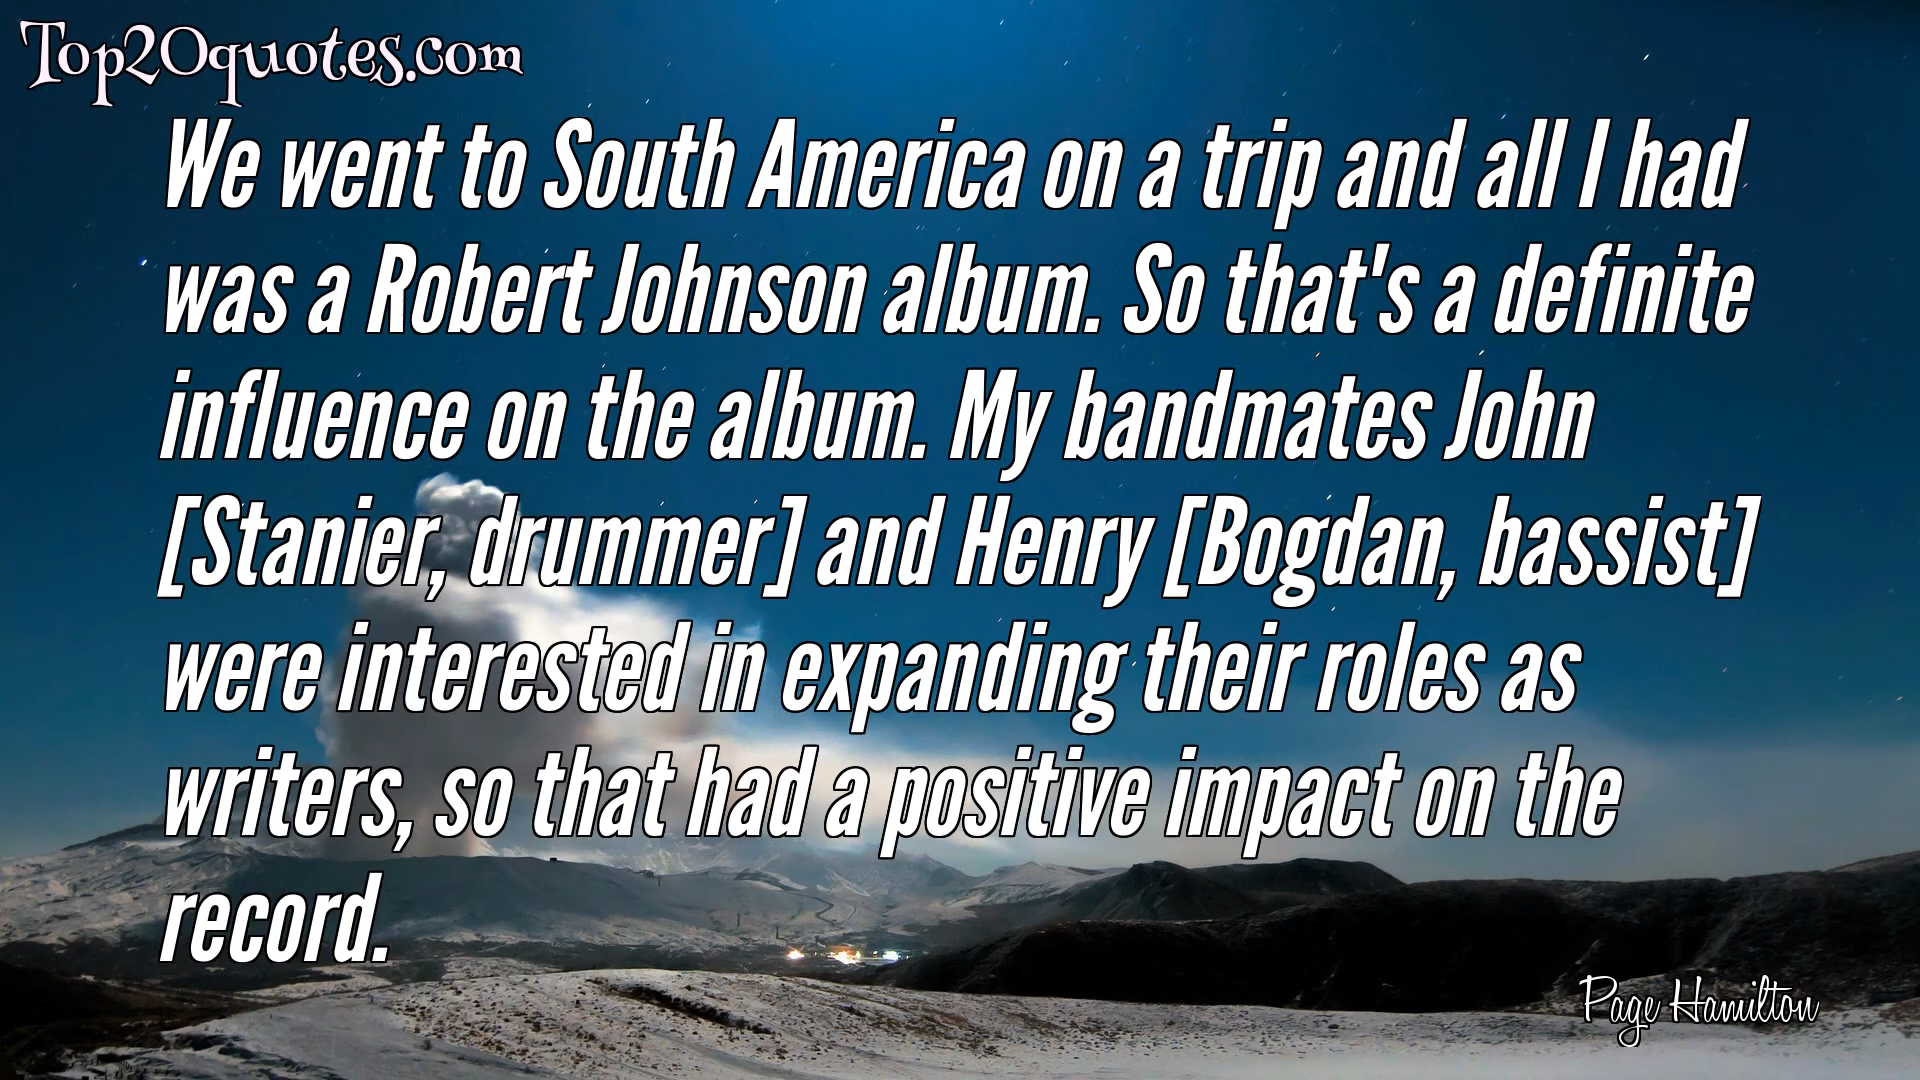 Top20quotes.com
We went to South America on a trip and all I had
was a Robert Johnson album. So that's a definite
influence on the album. My bandmates John
[Stanier, drummer] and Henry [Bogdan, bassist]
were interested in expanding their roles as
writers, so that had a positive impact on the
record.
Page Hamilton